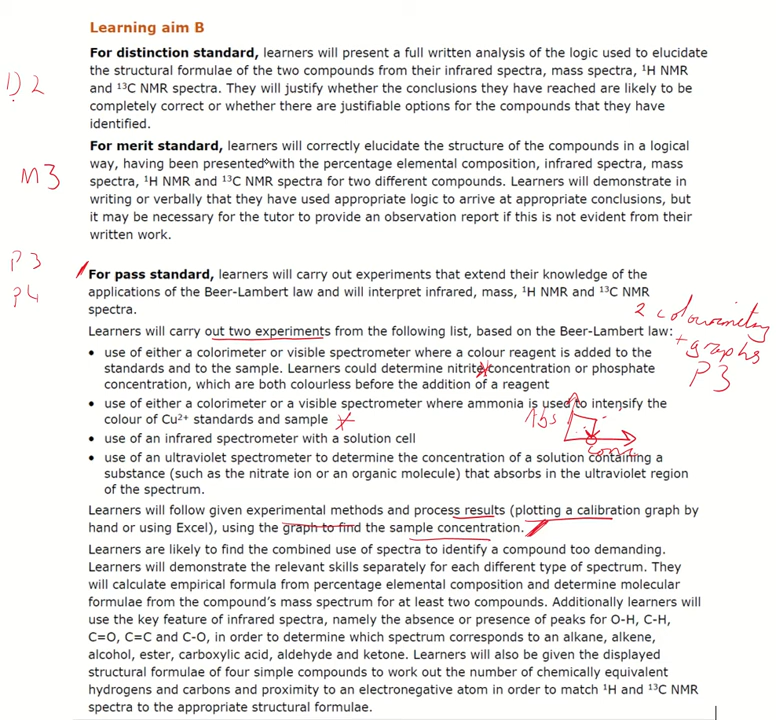 Learning aim B
For distinction standard, learners will present a full written analysis of the logic used to elucidate
the structural formulae of the two compounds from their infrared spectra, mass spectra, ¹H NMR
and ¹³C NMR spectra. They will justify whether the conclusions they have reached are likely to be
D2
completely correct or whether there are justifiable options for the compounds that they have
identified.
For merit standard, learners will correctly elucidate the structure of the compounds in a logical
way, having been presented with the percentage elemental composition, infrared spectra, mass
M3
spectra, ¹H NMR and ¹³C NMR spectra for two different compounds. Learners will demonstrate in
writing or verbally that they have used appropriate logic to arrive at appropriate conclusions, but
it may be necessary for the tutor to provide an observation report if this is not evident from their
written work.
P3
For pass standard, learners will carry out experiments that extend their knowledge of the
P4
applications of the Beer-Lambert law and will interpret infrared, mass, ¹H NMR and ¹³C NMR
spectra.
2 colourimetry
+ graphs
P3
Learners will carry out two experiments from the following list, based on the Beer-Lambert law:
• use of either a colorimeter or visible spectrometer where a colour reagent is added to the
standards and to the sample. Learners could determine nitrite concentration or phosphate
concentration, which are both colourless before the addition of a reagent
• use of either a colorimeter or a visible spectrometer where ammonia is used to intensify the
colour of Cu²⁺ standards and sample
Abs
conc
• use of an infrared spectrometer with a solution cell
• use of an ultraviolet spectrometer to determine the concentration of a solution containing a
substance (such as the nitrate ion or an organic molecule) that absorbs in the ultraviolet region
of the spectrum.
Learners will follow given experimental methods and process results (plotting a calibration graph by
hand or using Excel), using the graph to find the sample concentration.
Learners are likely to find the combined use of spectra to identify a compound too demanding.
Learners will demonstrate the relevant skills separately for each different type of spectrum. They
will calculate empirical formula from percentage elemental composition and determine molecular
formulae from the compound's mass spectrum for at least two compounds. Additionally learners will
use the key feature of infrared spectra, namely the absence or presence of peaks for O-H, C-H,
C=O, C=C and C-O, in order to determine which spectrum corresponds to an alkane, alkene,
alcohol, ester, carboxylic acid, aldehyde and ketone. Learners will also be given the displayed
structural formulae of four simple compounds to work out the number of chemically equivalent
hydrogens and carbons and proximity to an electronegative atom in order to match ¹H and ¹³C NMR
spectra to the appropriate structural formulae.